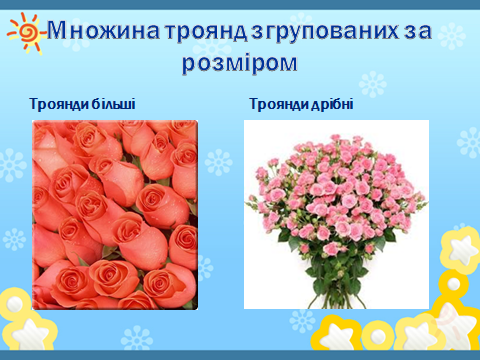 Множина троянд згрупованих за
розміром
Троянди більші
Троянди дрібні